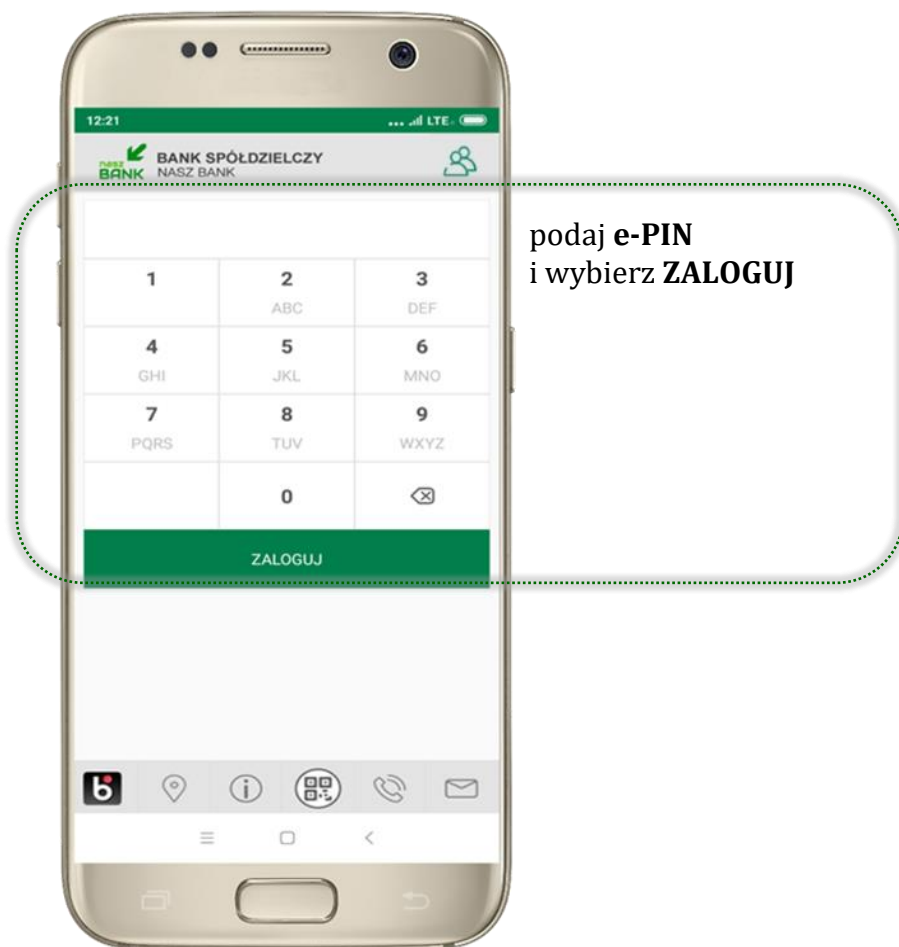 12:21
... LTE
nasz BANK
BANK SPÓŁDZIELCZY
NASZ BANK
podaj e-PIN
i wybierz ZALOGUJ
1 2 3
ABC DEF
4 5 6
GHI JKL MNO
7 8 9
PQRS TUV WXYZ
0
ZALOGUJ